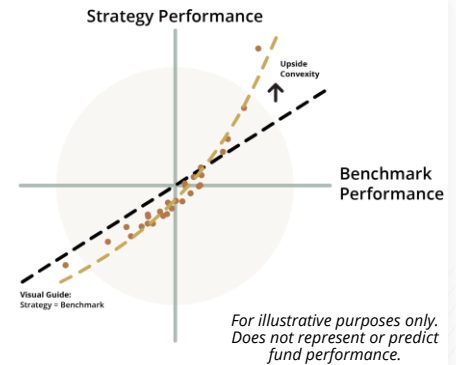 Strategy Performance
Upside
Convexity
Benchmark
Performance
Visual Guide:
Strategy = Benchmark
For illustrative purposes only.
Does not represent or predict
fund performance.